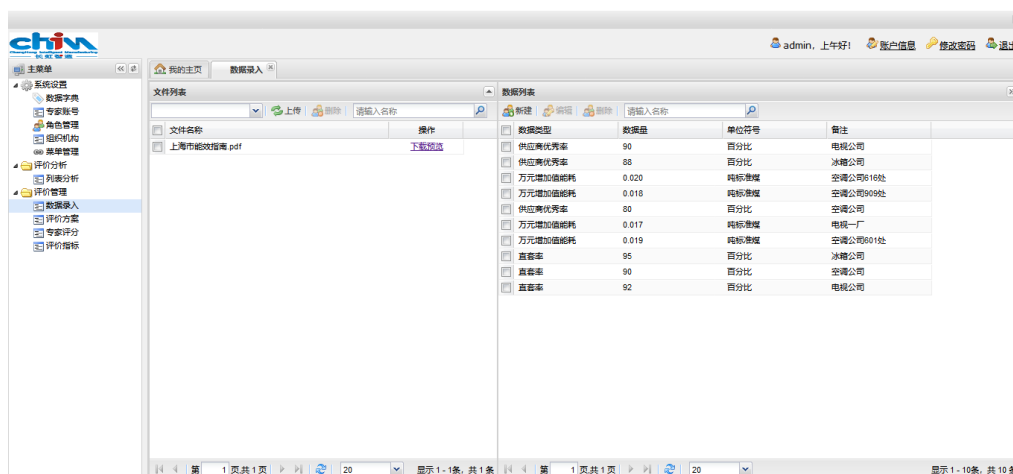 chim
长虹智造
admin, 上午好! 账户信息 修改密码 退出
主菜单 我的主页 数据录入
系统设置
数据字典
专家账号
角色管理
组织机构
菜单管理
评价分析
列表分析
评价管理
数据录入
评价方案
专家评分
评价指标
文件列表
上传 删除 请输入名称
文件名称 操作
上海市能效指南.pdf 下载预览
第 1 页,共 1 页 20 显示 1 - 1条, 共 1 条
数据列表
新建 编辑 删除 请输入名称
数据类型 数据量 单位符号 备注
供应商优秀率 90 百分比 电视公司
供应商优秀率 88 百分比 冰箱公司
万元增加值能耗 0.020 吨标准煤 空调公司616处
万元增加值能耗 0.018 吨标准煤 空调公司909处
供应商优秀率 80 百分比 空调公司
万元增加值能耗 0.017 吨标准煤 电视一厂
万元增加值能耗 0.019 吨标准煤 空调公司601处
直套率 95 百分比 冰箱公司
直套率 90 百分比 空调公司
直套率 92 百分比 电视公司
第 1 页,共 1 页 20 显示 1 - 10条, 共 10 条